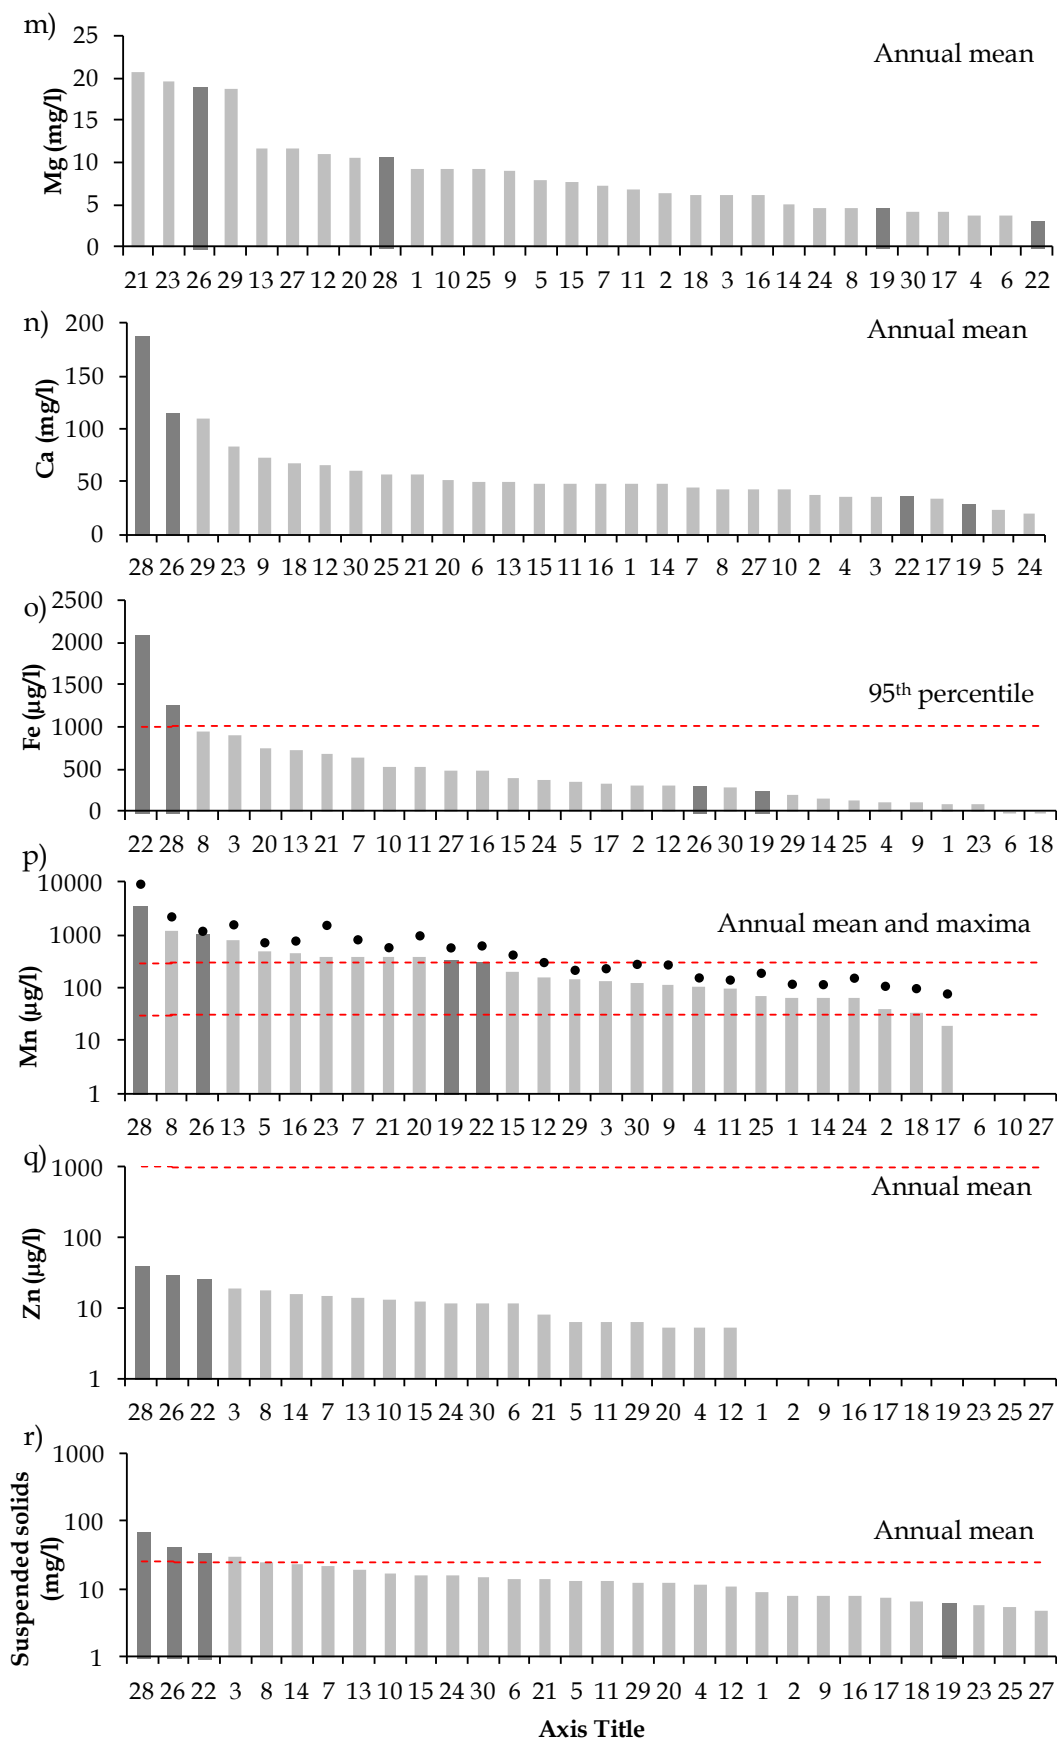 m)
Annual mean
Mg (mg/l)
25
20
15
10
5
0
21 23 26 29 13 27 12 20 28 1 10 25 9 5 15 7 11 2 18 3 16 14 24 8 19 30 17 4 6 22
n)
Annual mean
Ca (mg/l)
200
150
100
50
0
28 26 29 23 9 18 12 30 25 21 20 6 13 15 11 16 1 14 7 8 27 10 2 4 3 22 17 19 5 24
o)
95th percentile
Fe (µg/l)
2500
2000
1500
1000
500
0
22 28 8 3 20 13 21 7 10 11 27 16 15 24 5 17 2 12 26 30 19 29 14 25 4 9 1 23 6 18
p)
Annual mean and maxima
Mn (µg/l)
10000
1000
100
10
1
28 8 26 13 5 16 23 7 21 20 19 22 15 12 29 3 30 9 4 11 25 1 14 24 2 18 17 6 10 27
q)
Annual mean
Zn (µg/l)
1000
100
10
1
28 26 22 3 8 14 7 13 10 15 24 30 6 21 5 11 29 20 4 12 1 2 9 16 17 18 19 23 25 27
r)
Annual mean
Suspended solids
(mg/l)
1000
100
10
1
28 26 22 3 8 14 7 13 10 15 24 30 6 21 5 11 29 20 4 12 1 2 9 16 17 18 19 23 25 27
Axis Title